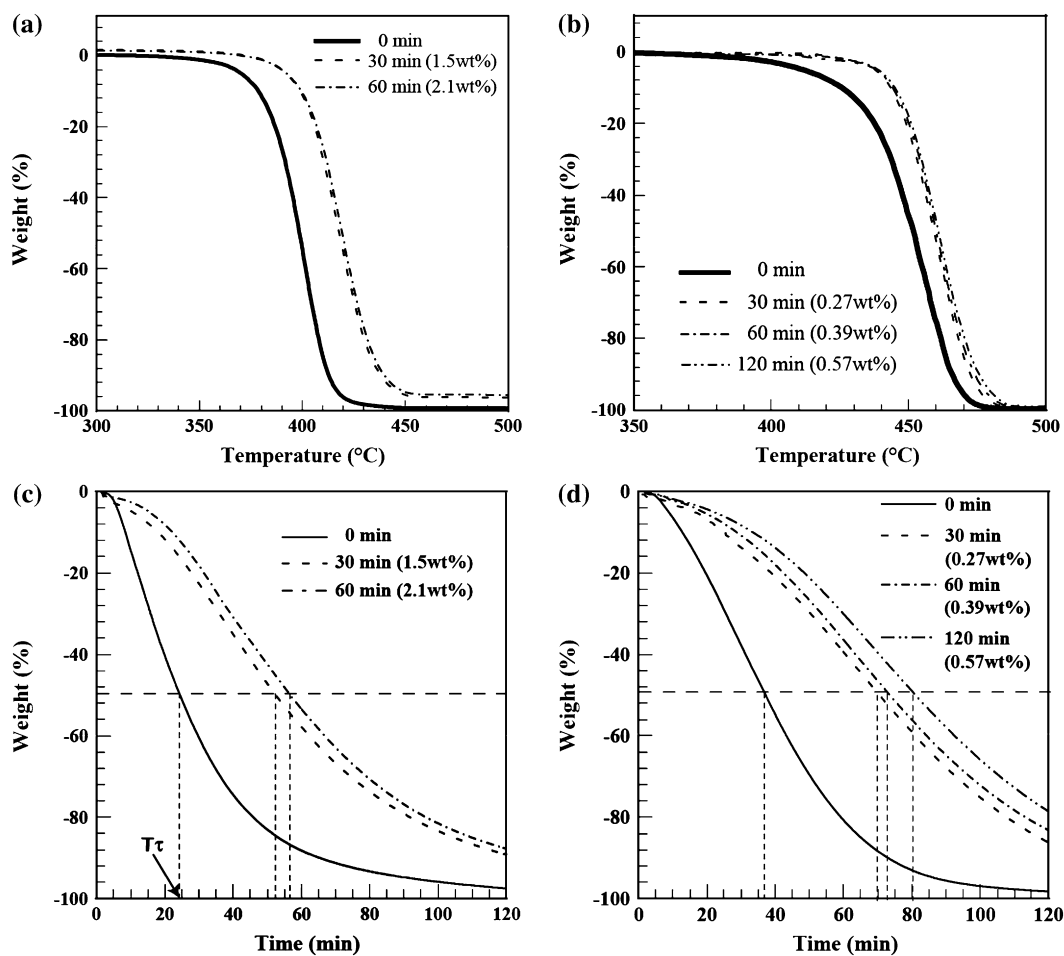 (a)
0 min
30 min (1.5wt%)
60 min (2.1wt%)
0
-20
-40
-60
-80
-100
Weight (%)
300 350 400 450 500
Temperature (°C)
(b)
0 min
30 min (0.27wt%)
60 min (0.39wt%)
120 min (0.57wt%)
0
-20
-40
-60
-80
-100
Weight (%)
350 400 450 500
Temperature (°C)
(c)
0 min
30 min (1.5wt%)
60 min (2.1wt%)
0
-20
-40
-60
-80
-100
Weight (%)
Tτ
0 20 40 60 80 100 120
Time (min)
(d)
0 min
30 min
(0.27wt%)
60 min
(0.39wt%)
120 min
(0.57wt%)
0
-20
-40
-60
-80
-100
Weight (%)
0 20 40 60 80 100 120
Time (min)